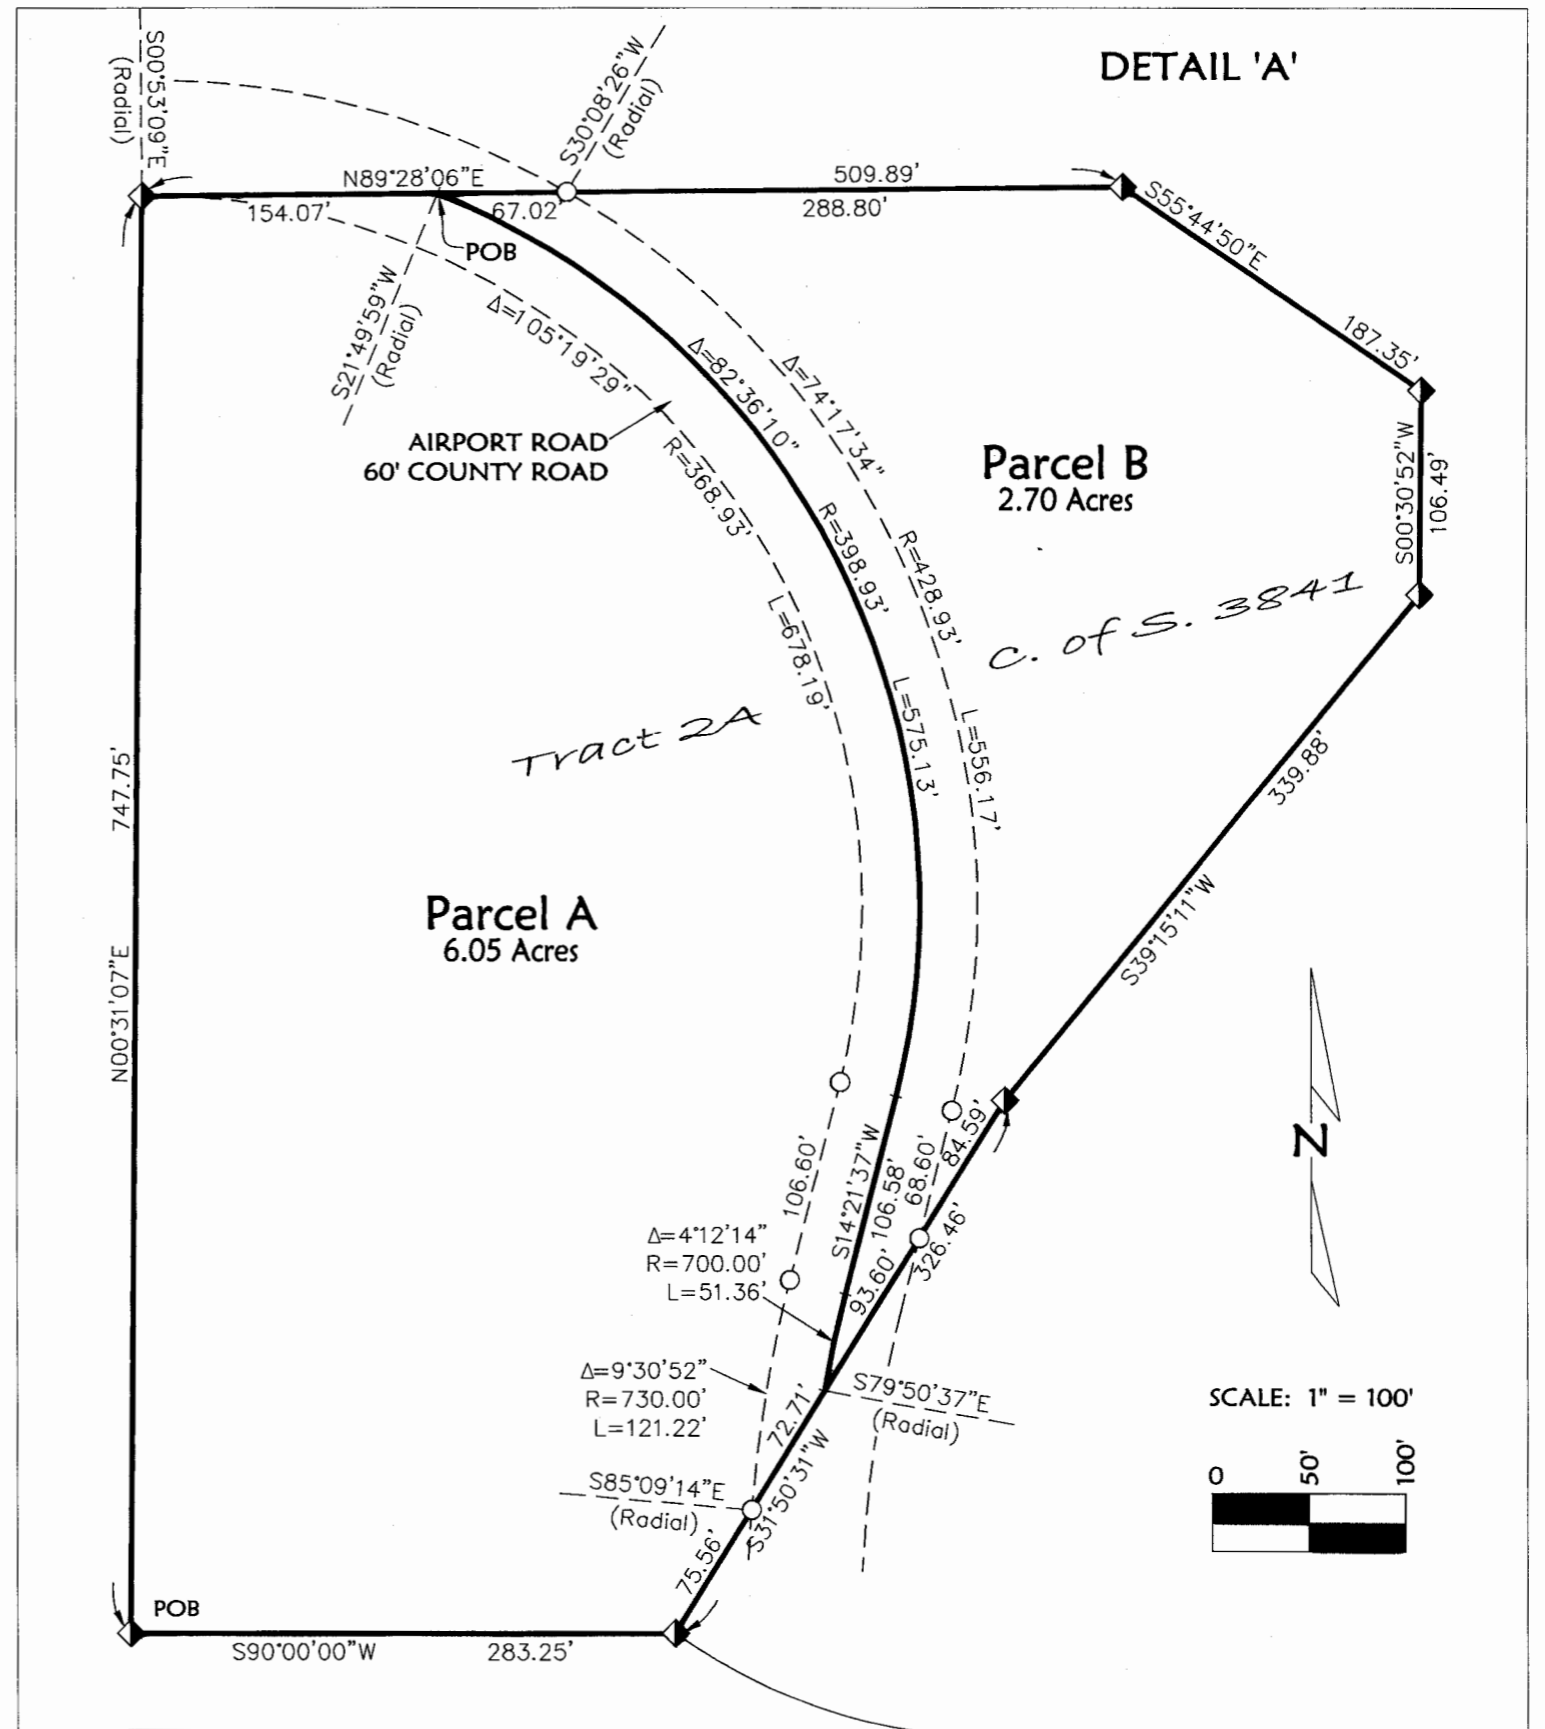 DETAIL 'A'
S00°53'09"E
(Radial)
S30°08'26"W
(Radial)
N89°28'06"E
509.89'
154.07'
67.02'
288.80'
POB
S55°44'50"E
187.35'
S21°49'59"W
(Radial)
Δ=105°19'29"
Δ=82°36'10"
Δ=74°17'34"
AIRPORT ROAD
60' COUNTY ROAD
R=368.93'
R=398.93'
R=428.93'
Parcel B
2.70 Acres
S00°30'52"W
106.49'
L=678.19'
L=575.13'
L=556.17'
C. of S. 3841
Tract 2A
747.75'
N00°31'07"E
339.88'
S39°15'11"W
Parcel A
6.05 Acres
N
106.60'
S14°21'37"W
106.58'
68.60'
84.59'
326.46'
93.60'
Δ=4°12'14"
R=700.00'
L=51.36'
Δ=9°30'52"
R=730.00'
L=121.22'
S79°50'37"E
(Radial)
72.71'
S31°50'31"W
S85°09'14"E
(Radial)
75.56'
SCALE: 1" = 100'
0 50' 100'
POB
S90°00'00"W 283.25'